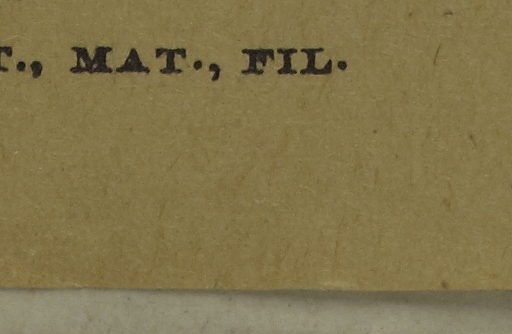 T., MAT., FIL.